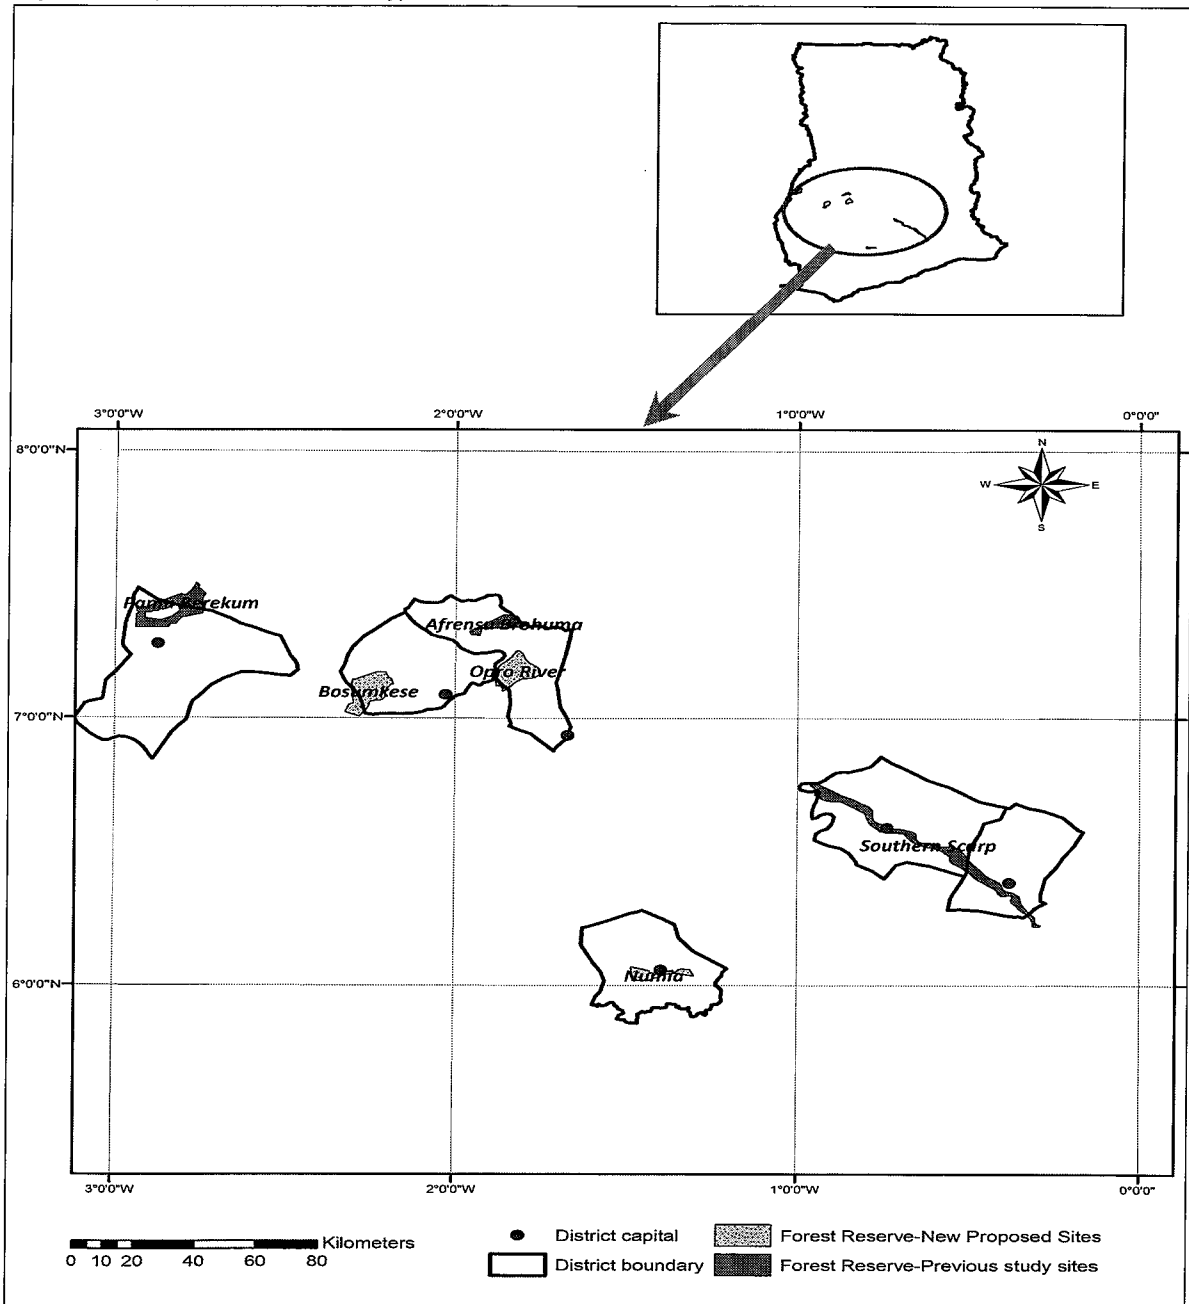 3°0'0"W 2°0'0"W 1°0'0"W 0°0'0"
8°0'0"N
N
W E
S
Afrensu Brohuma
Opro River
Bosumkese
7°0'0"N
Southern Scarp
Numia
6°0'0"N
3°0'0"W 2°0'0"W 1°0'0"W 0°0'0"
Kilometers
0 10 20 40 60 80
District capital
District boundary
Forest Reserve-New Proposed Sites
Forest Reserve-Previous study sites